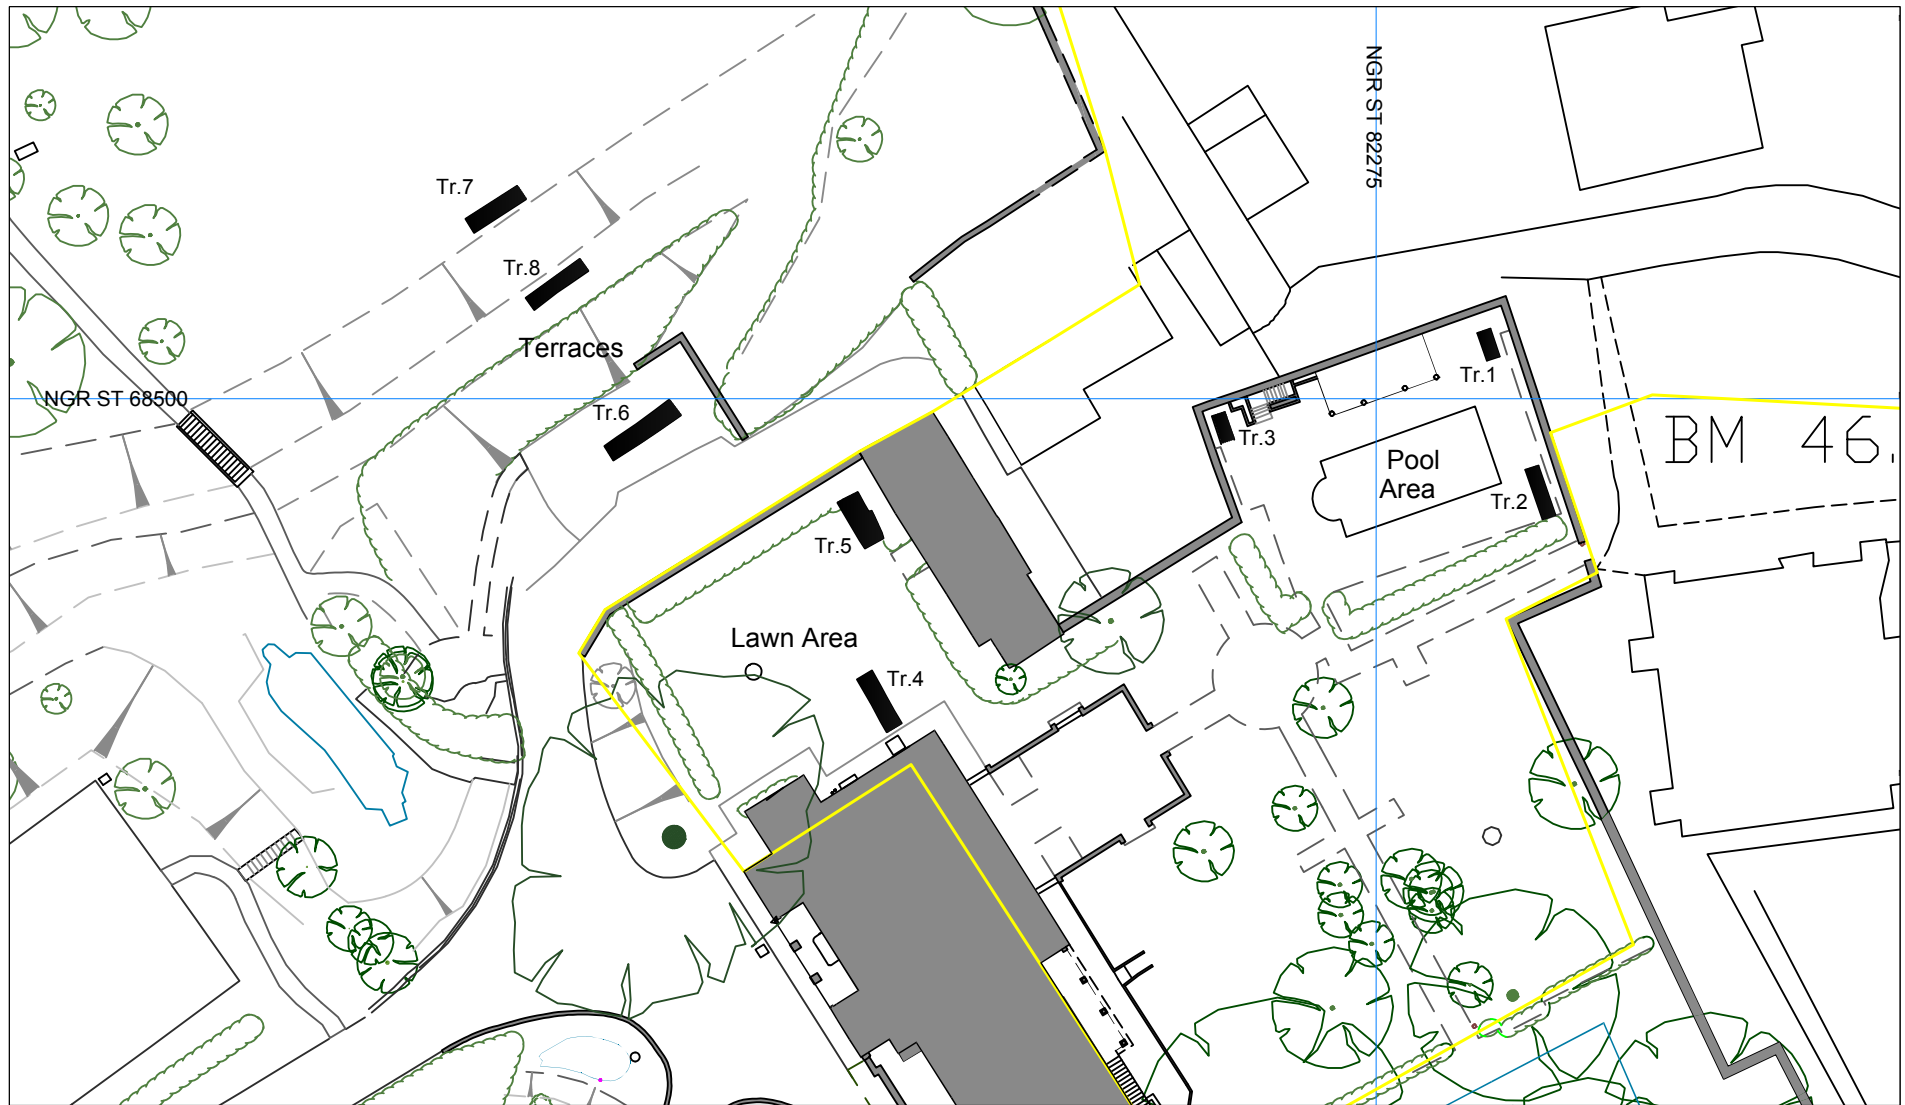 NGR ST 82275
Tr.7
Tr.8
Terraces
Tr.1
NGR ST 68500
Tr.6
Tr.3
BM 46.
Pool
Area
Tr.2
Tr.5
Lawn Area
Tr.4